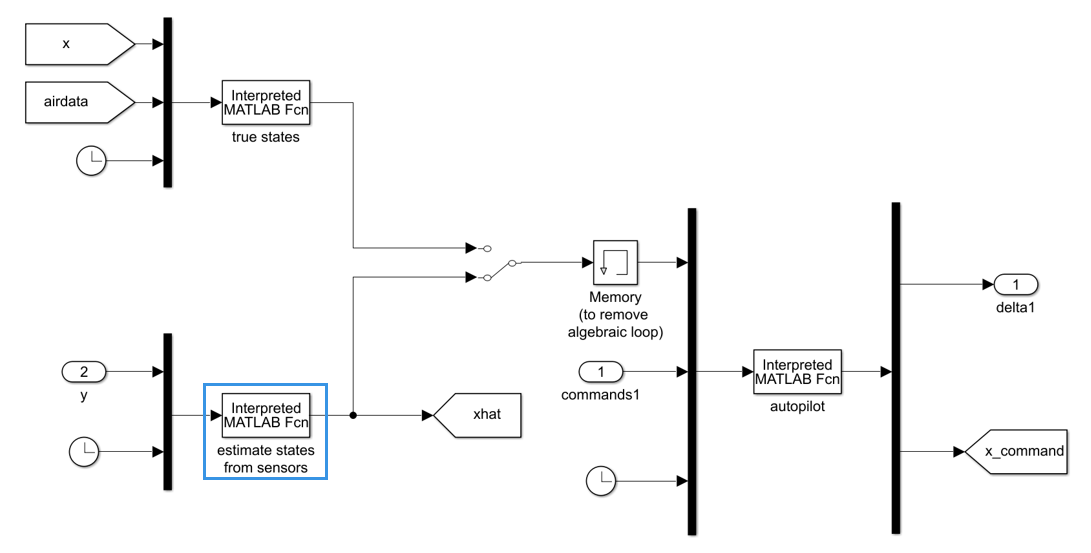 x
airdata
Interpreted
MATLAB Fcn
true states
Memory
(to remove
algebraic loop)
1
delta1
2
y
1
commands1
Interpreted
MATLAB Fcn
autopilot
Interpreted
MATLAB Fcn
estimate states
from sensors
xhat
x_command